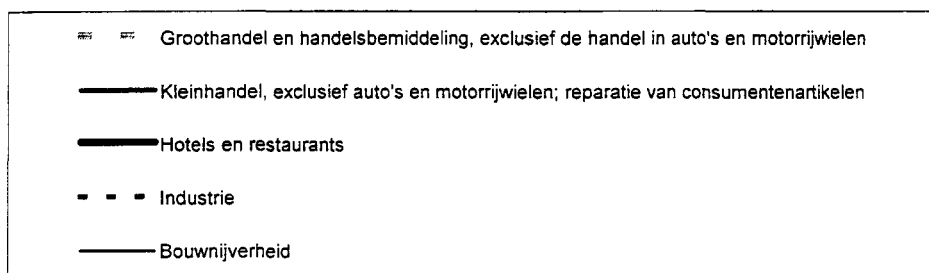 Groothandel en handelsbemiddeling, exclusief de handel in auto's en motorrijwielen
Kleinhandel, exclusief auto's en motorrijwielen; reparatie van consumentenartikelen
Hotels en restaurants
Industrie
Bouwnijverheid